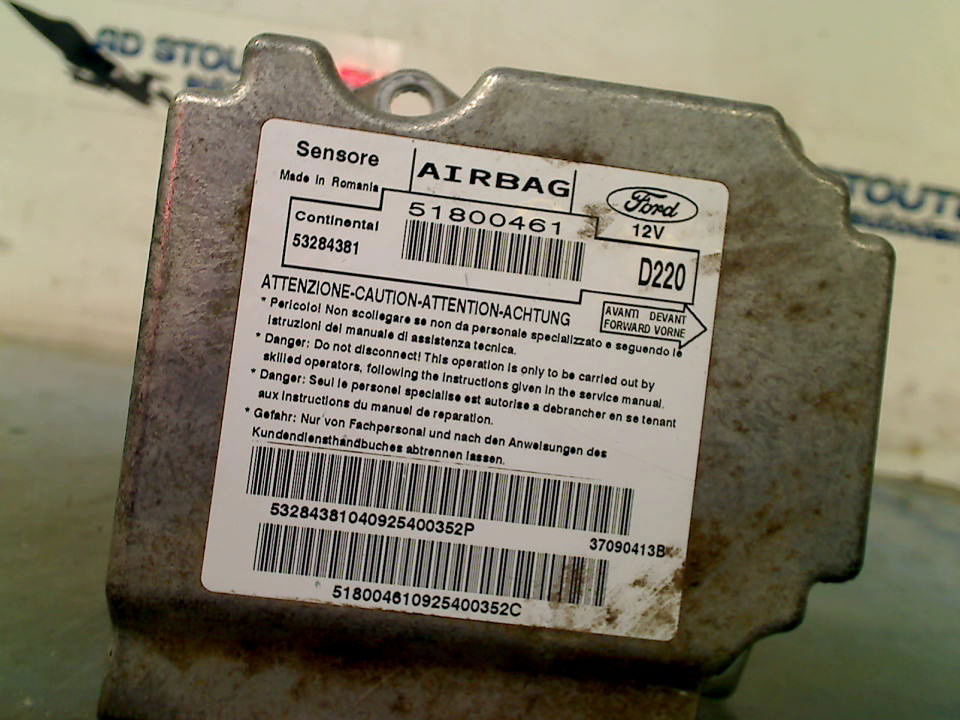 AD STOUT
STOUTE
Sensore
Made in Romania
AIRBAG
Ford
12V
Continental
53284381
51800461
D220
ATTENZIONE-CAUTION-ATTENTION-ACHTUNG
AVANTI DEVANT
FORWARD VORNE
* Pericolo! Non scollegare se non da personale specializzato e seguendo le
istruzioni del manuale di assistenza tecnica.
* Danger: Do not disconnect! This operation is only to be carried out by
skilled operators, following the instructions given in the service manual.
* Danger: Seul le personel specialise est autorise a debrancher en se tenant
aux instructions du manuel de reparation.
* Gefahr: Nur von Fachpersonal und nach den Anweisungen des
Kundendiensthandbuches abtrennen lassen.
53284381040925400352P
37090413B
518004610925400352C